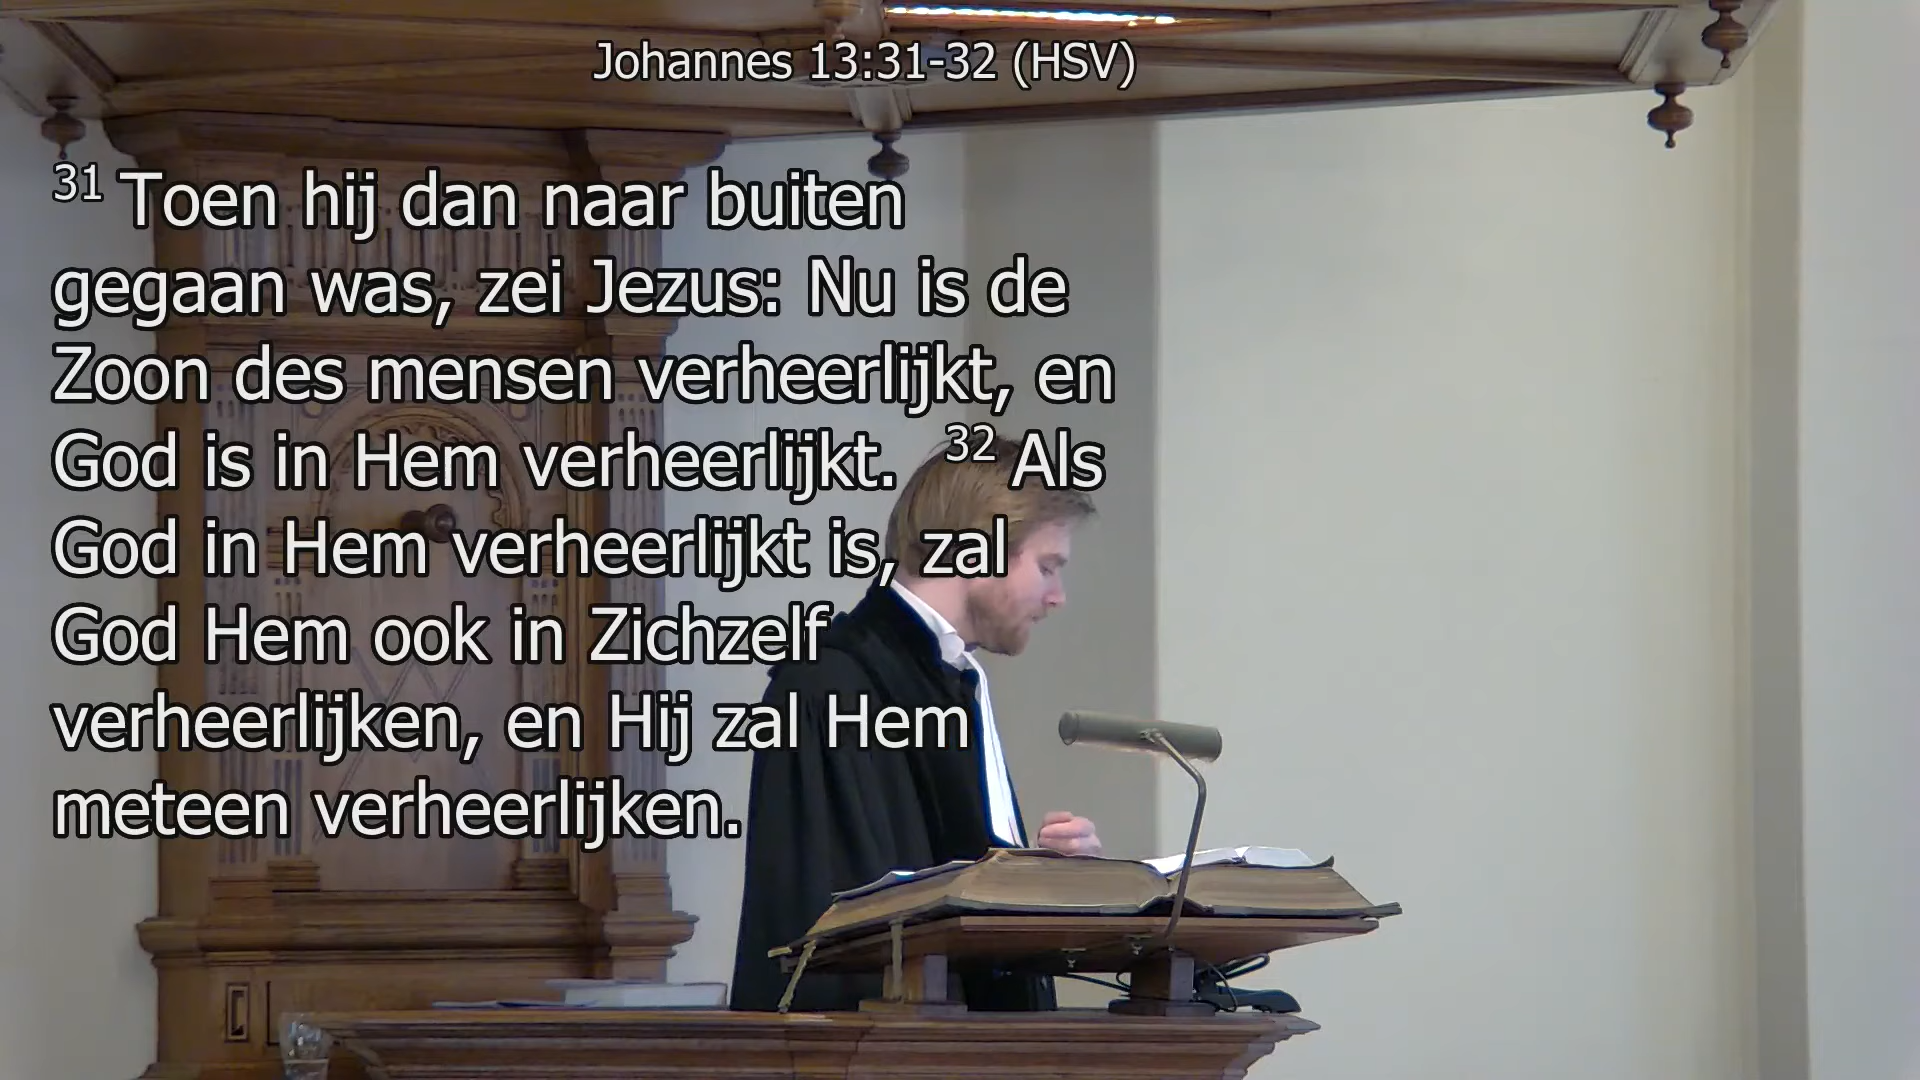 Johannes 13:31-32 (HSV)
31 Toen hij dan naar buiten
gegaan was, zei Jezus: Nu is de
Zoon des mensen verheerlijkt, en
God is in Hem verheerlijkt. 32 Als
God in Hem verheerlijkt is, zal
God Hem ook in Zichzelf
verheerlijken, en Hij zal Hem
meteen verheerlijken.